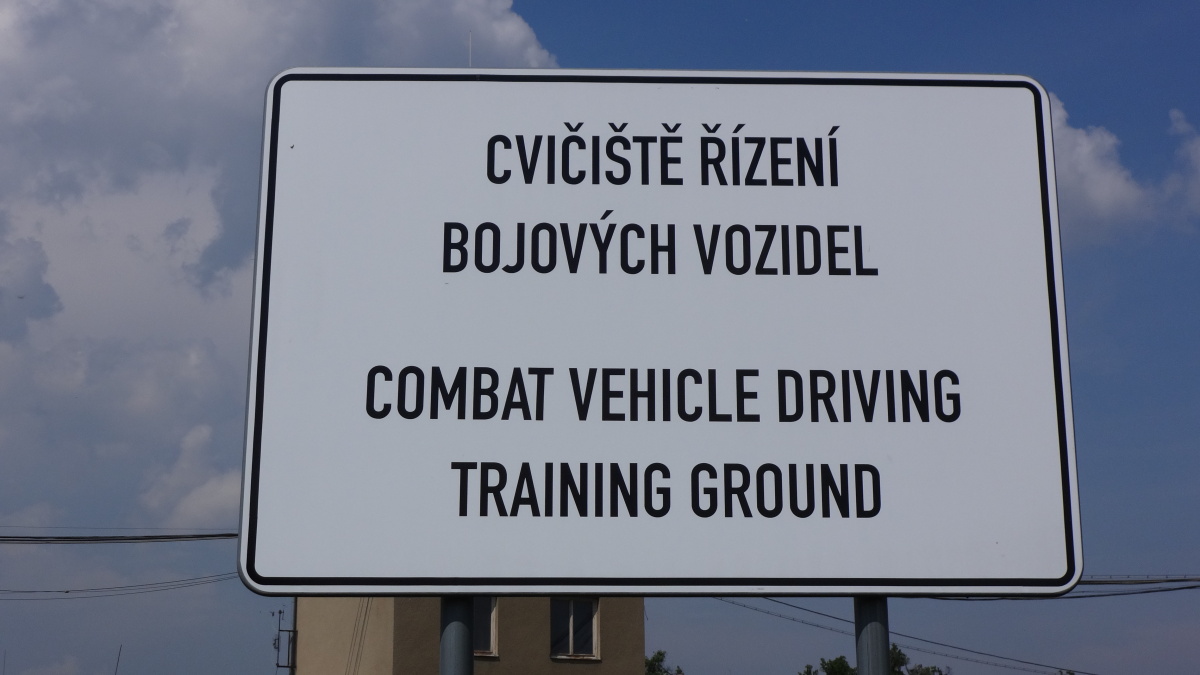 CVIČIŠTĚ ŘÍZENÍ
BOJOVÝCH VOZIDEL
COMBAT VEHICLE DRIVING
TRAINING GROUND